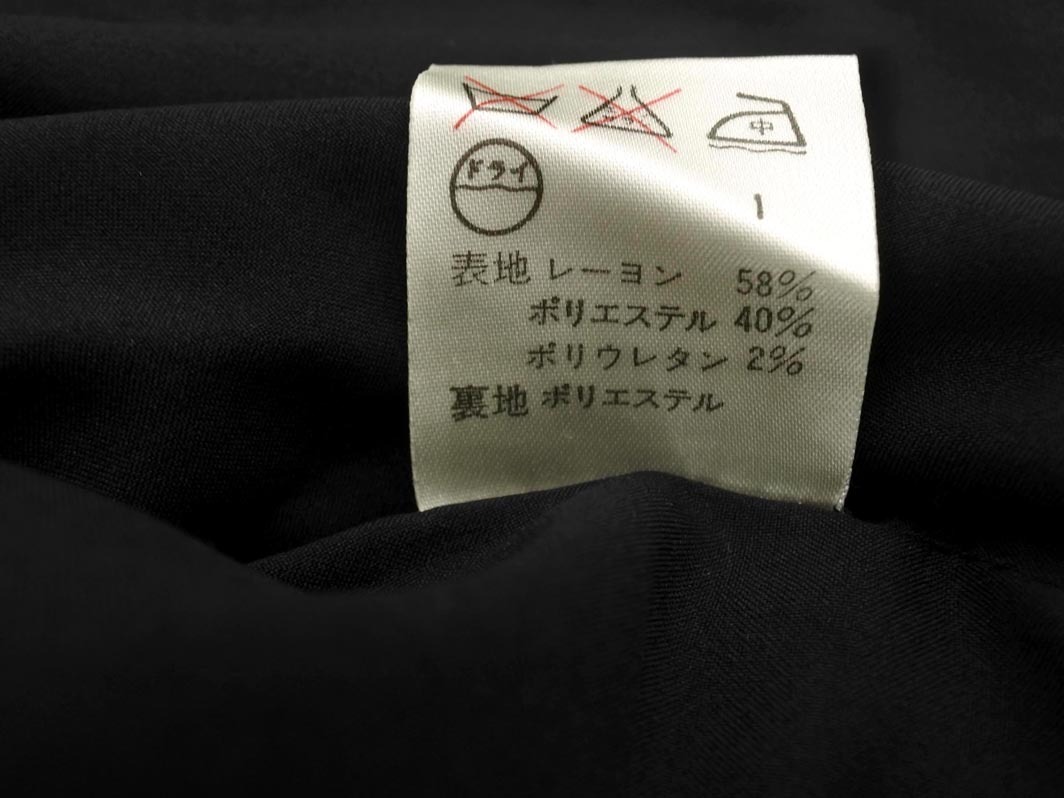 中
ドライ
1
表地 レーヨン 58%
ポリエステル 40%
ポリウレタン 2%
裏地 ポリエステル